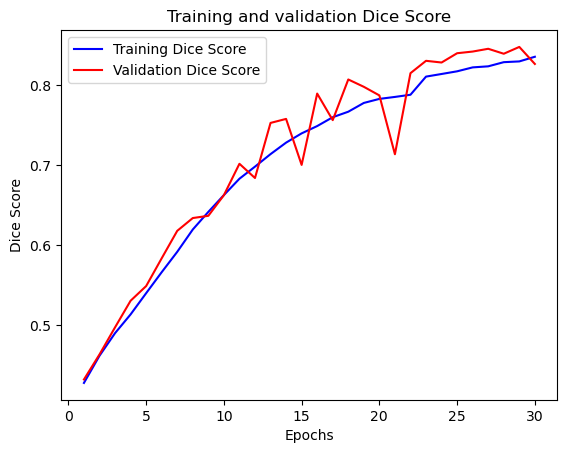 Training and validation Dice Score
Training Dice Score
Validation Dice Score
0.8
0.7
0.6
0.5
Dice Score
0
5
10
15
20
25
30
Epochs